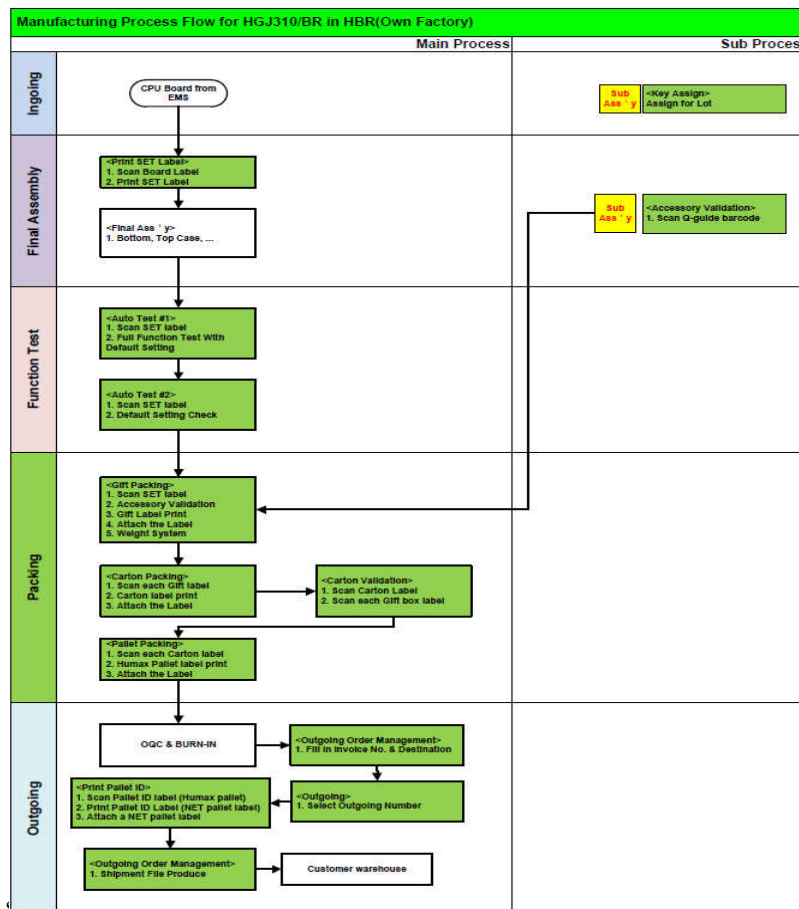 Manufacturing Process Flow for HGJ310/BR in HBR(Own Factory)
Main Process
Sub Proces
Ingoing
CPU Board from
EMS
Sub
Ass ' y
<Key Assign>
Assign for Lot
Final Assembly
<Print SET Label>
1. Scan Board Label
2. Print SET Label
<Final Ass ' y>
1. Bottom, Top Case, ...
Sub
Ass ' y
<Accessory Validation>
1. Scan Q-guide barcode
Function Test
<Auto Test #1>
1. Scan SET label
2. Full Function Test With
Default Setting
<Auto Test #2>
1. Scan SET label
2. Default Setting Check
Packing
<Gift Packing>
1. Scan SET label
2. Accessory Validation
3. Gift Label Print
4. Attach the Label
5. Weight System
<Carton Packing>
1. Scan each Gift label
2. Carton label print
3. Attach the Label
<Carton Validation>
1. Scan Carton Label
2. Scan each Gift box label
<Pallet Packing>
1. Scan each Carton label
2. Humax Pallet label print
3. Attach the Label
Outgoing
OQC & BURN-IN
<Outgoing Order Management>
1. Fill in Invoice No. & Destination
<Print Pallet ID>
1. Scan Pallet ID label (Humax pallet)
2. Print Pallet ID Label (NET pallet label)
3. Attach a NET pallet label
<Outgoing>
1. Select Outgoing Number
<Outgoing Order Management>
1. Shipment File Produce
Customer warehouse